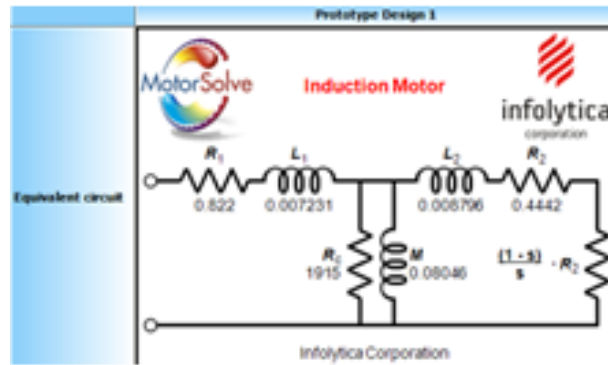 Prototype Design 1
MotorSolve
Induction Motor
infolytica
corporation
R₁ L₁ L₂ R₂
0.822 0.007231 0.008796 0.4442
Equivalent circuit
Rc M (1 - s)/s · R₂
1915 0.08046
Infolytica Corporation